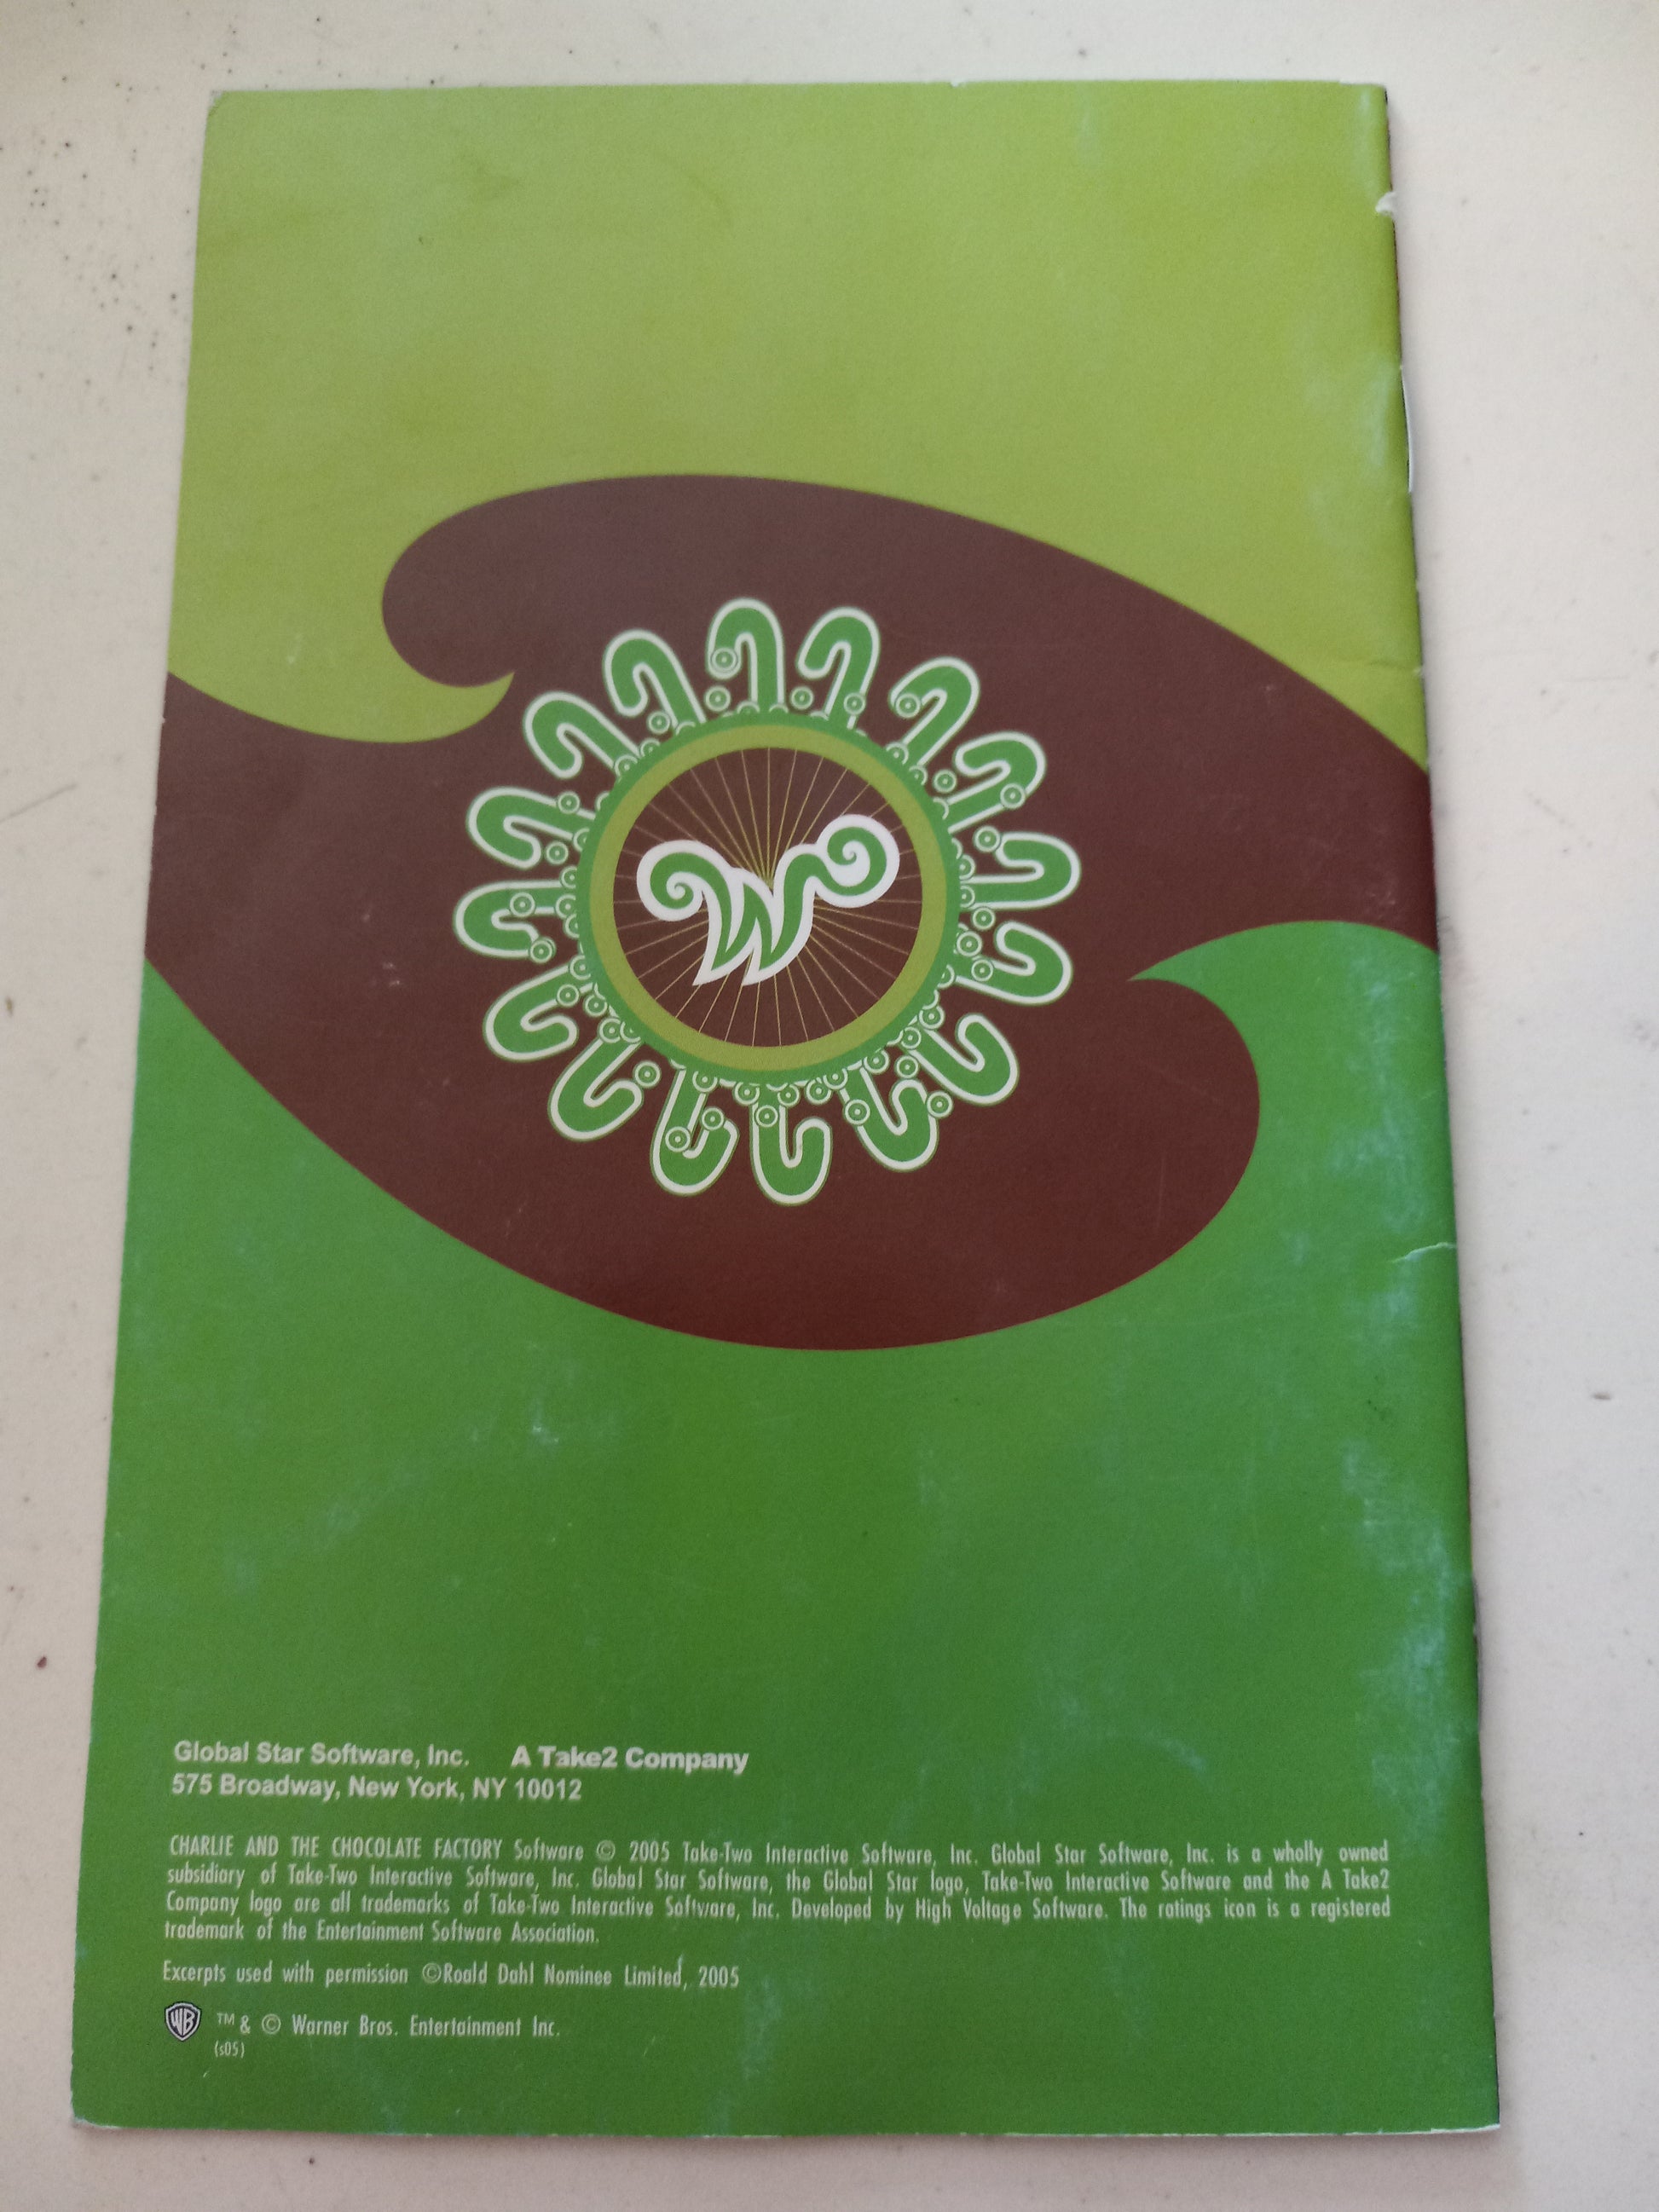 W
Global Star Software, Inc. A Take2 Company
575 Broadway, New York, NY 10012
CHARLIE AND THE CHOCOLATE FACTORY Software © 2005 Take-Two Interactive Software, Inc. Global Star Software, Inc. is a wholly owned
subsidiary of Take-Two Interactive Software, Inc. Global Star Software, the Global Star logo, Take-Two Interactive Software and the A Take2
Company logo are all trademarks of Take-Two Interactive Software, Inc. Developed by High Voltage Software. The ratings icon is a registered
trademark of the Entertainment Software Association.
Excerpts used with permission ©Roald Dahl Nominee Limited, 2005
WB TM & © Warner Bros. Entertainment Inc.
(s05)